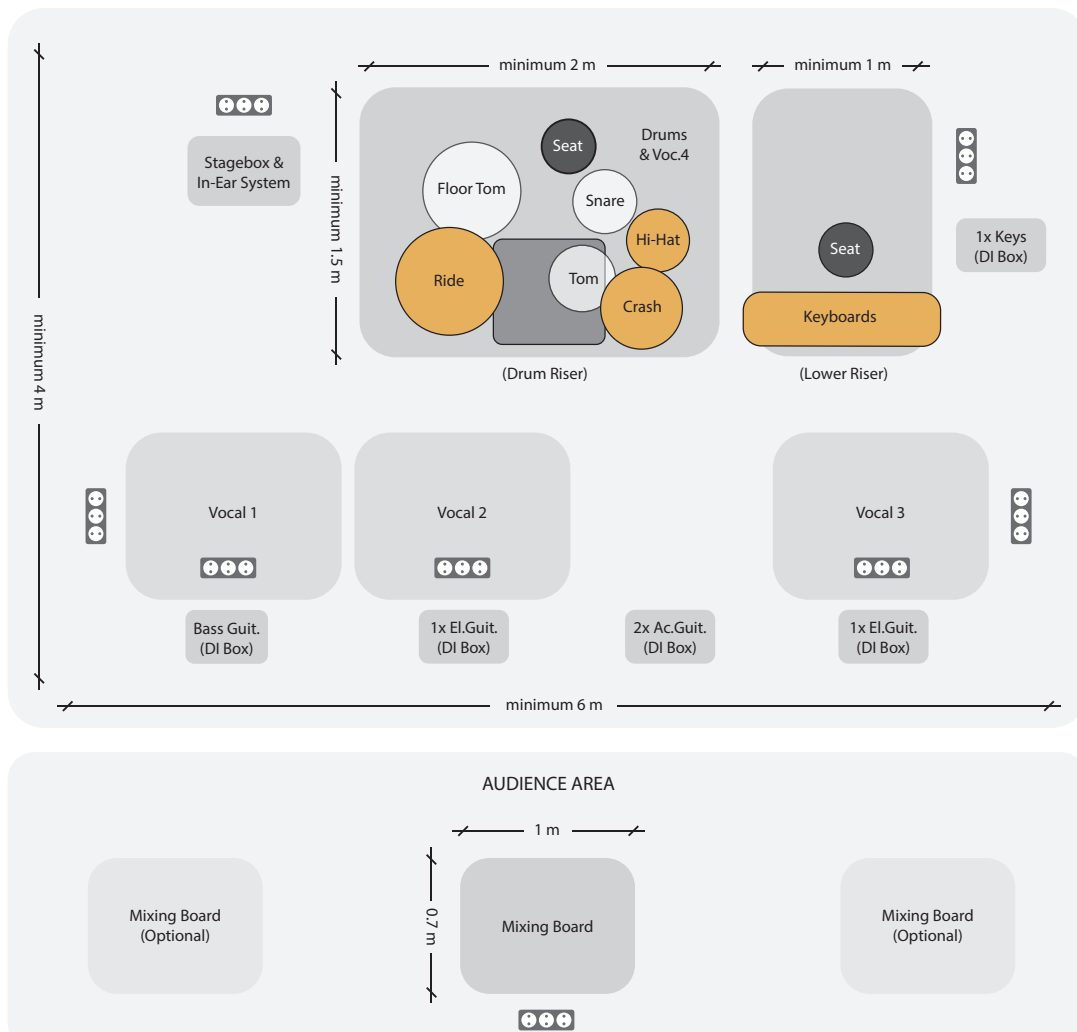 minimum 2 m
minimum 1 m
Stagebox &
In-Ear System
minimum 1.5 m
Seat
Drums
& Voc.4
Floor Tom
Snare
Hi-Hat
Ride
Tom
Crash
(Drum Riser)
Seat
Keyboards
(Lower Riser)
1x Keys
(DI Box)
minimum 4 m
Vocal 1
Vocal 2
Vocal 3
Bass Guit.
(DI Box)
1x El.Guit.
(DI Box)
2x Ac.Guit.
(DI Box)
1x El.Guit.
(DI Box)
minimum 6 m
AUDIENCE AREA
1 m
0.7 m
Mixing Board
(Optional)
Mixing Board
Mixing Board
(Optional)